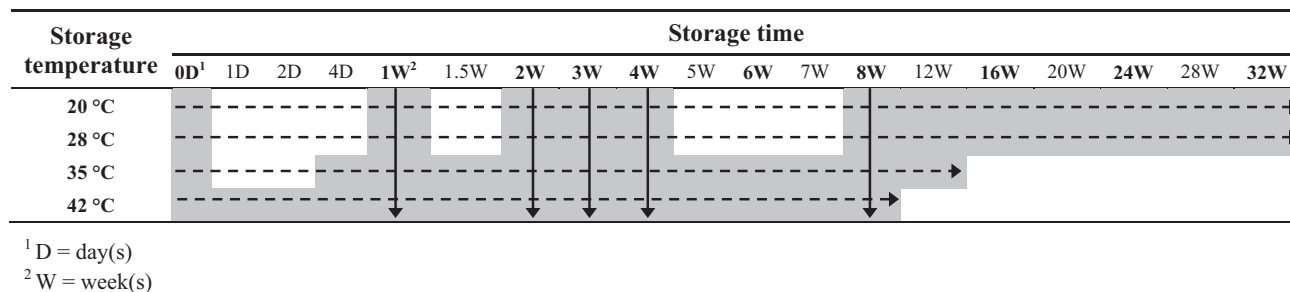 Storage temperature
Storage time
0D¹ 1D 2D 4D 1W² 1.5W 2W 3W 4W 5W 6W 7W 8W 12W 16W 20W 24W 28W 32W
20 °C
28 °C
35 °C
42 °C
¹ D = day(s)
² W = week(s)